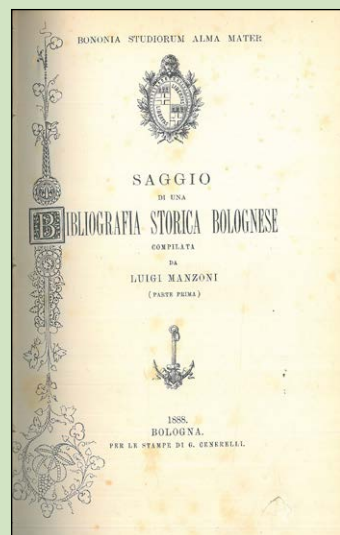 BONONIA STUDIORUM ALMA MATER
SAGGIO
DI UNA
BIBLIOGRAFIA STORICA BOLOGNESE
COMPILATA
DA
LUIGI MANZONI
(PARTE PRIMA)
1888.
BOLOGNA.
PER LE STAMPE DI G. CENERELLI.